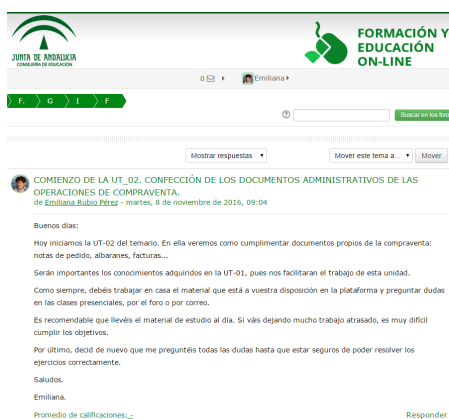 JUNTA DE ANDALUCIA
CONSEJERÍA DE EDUCACIÓN
FORMACIÓN Y
EDUCACIÓN
ON-LINE
0 Emiliana
F. G I F
Buscar en los foro
Mostrar respuestas Mover este tema a... Mover
COMIENZO DE LA UT_02. CONFECCIÓN DE LOS DOCUMENTOS ADMINISTRATIVOS DE LAS
OPERACIONES DE COMPRAVENTA.
de Emiliana Rubio Pérez - martes, 8 de noviembre de 2016, 09:04
Buenos días:
Hoy iniciamos la UT-02 del temario. En ella veremos como cumplimentar documentos propios de la compraventa:
notas de pedido, albaranes, facturas...
Serán importantes los conocimientos adquiridos en la UT-01, pues nos facilitaran el trabajo de esta unidad.
Como siempre, debéis trabajar en casa el material que está a vuestra disposición en la plataforma y preguntar dudas
en las clases presenciales, por el foro o por correo.
Es recomendable que llevéis el material de estudio al día. Si váis dejando mucho trabajo atrasado, es muy difícil
cumplir los objetivos.
Por último, decid de nuevo que me preguntéis todas las dudas hasta que estar seguros de poder resolver los
ejercicios correctamente.
Saludos.
Emiliana.
Promedio de calificaciones: - Responder